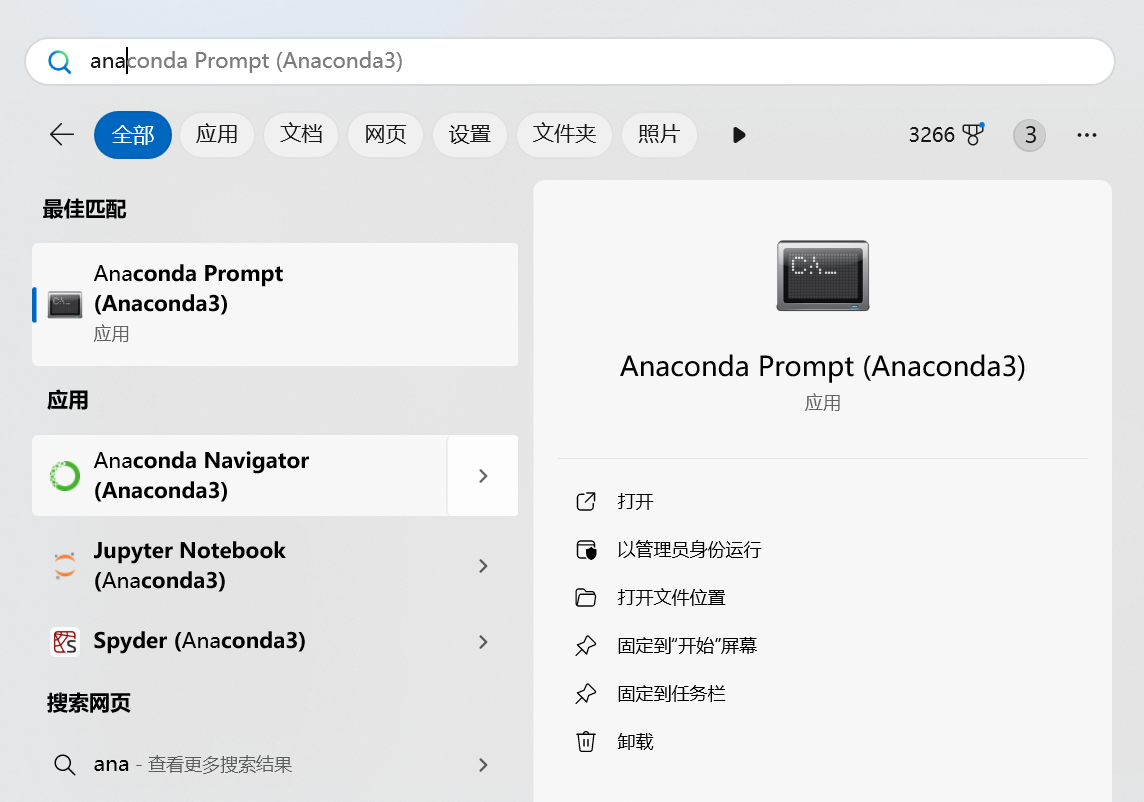 anaconda Prompt (Anaconda3)
全部 应用 文档 网页 设置 文件夹 照片 3266 3
最佳匹配
Anaconda Prompt
(Anaconda3)
应用
应用
Anaconda Navigator
(Anaconda3)
Jupyter Notebook
(Anaconda3)
Spyder (Anaconda3)
搜索网页
ana - 查看更多搜索结果
C:\_
Anaconda Prompt (Anaconda3)
应用
打开
以管理员身份运行
打开文件位置
固定到“开始”屏幕
固定到任务栏
卸载